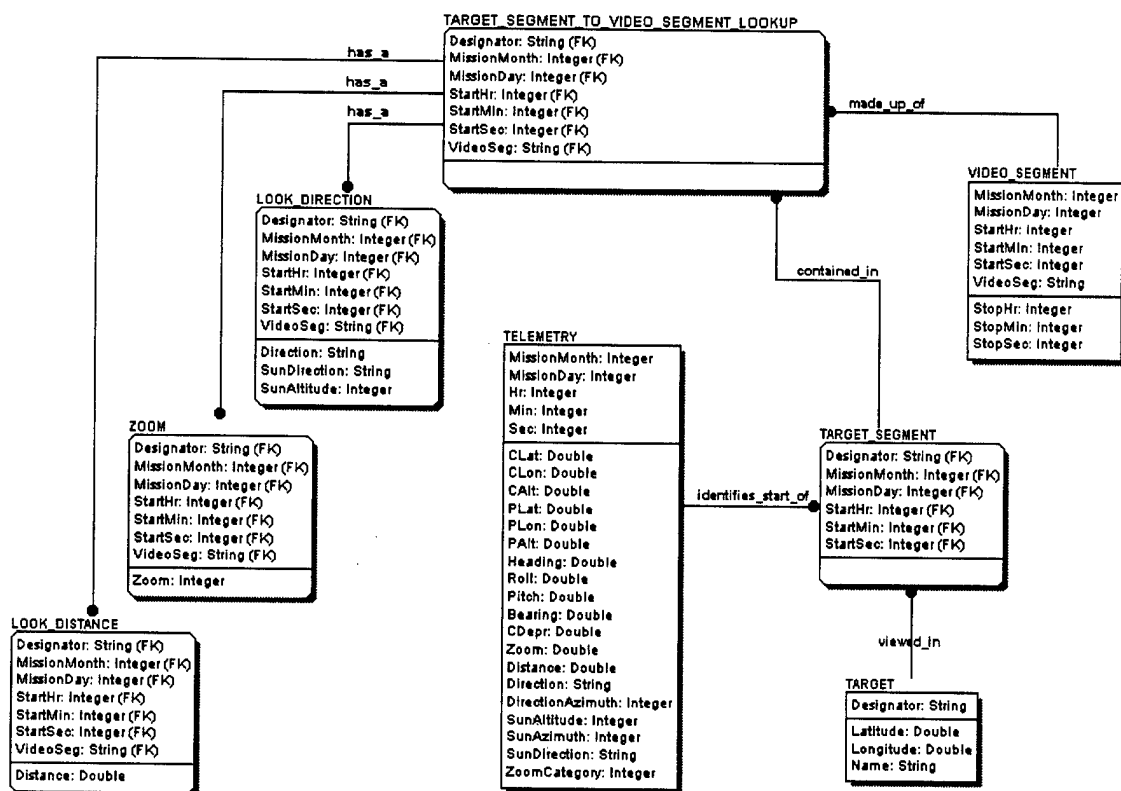 TARGET_SEGMENT_TO_VIDEO_SEGMENT_LOOKUP
Designator: String (FK)
MissionMonth: Integer (FK)
MissionDay: Integer (FK)
StartHr: Integer (FK)
StartMin: Integer (FK)
StartSec: Integer (FK)
VideoSeg: String (FK)
has_a
has_a
has_a
made_up_of
contained_in
VIDEO_SEGMENT
MissionMonth: Integer
MissionDay: Integer
StartHr: Integer
StartMin: Integer
StartSec: Integer
VideoSeg: String
StopHr: Integer
StopMin: Integer
StopSec: Integer
LOOK_DIRECTION
Designator: String (FK)
MissionMonth: Integer (FK)
MissionDay: Integer (FK)
StartHr: Integer (FK)
StartMin: Integer (FK)
StartSec: Integer (FK)
VideoSeg: String (FK)
Direction: String
SunDirection: String
SunAltitude: Integer
TELEMETRY
MissionMonth: Integer
MissionDay: Integer
Hr: Integer
Min: Integer
Sec: Integer
CLat: Double
CLon: Double
CAlt: Double
PLat: Double
PLon: Double
PAlt: Double
Heading: Double
Roll: Double
Pitch: Double
Bearing: Double
CDepr: Double
Zoom: Double
Distance: Double
Direction: String
DirectionAzimuth: Integer
SunAltitude: Integer
SunAzimuth: Integer
SunDirection: String
ZoomCategory: Integer
identifies_start_of
ZOOM
Designator: String (FK)
MissionMonth: Integer (FK)
MissionDay: Integer (FK)
StartHr: Integer (FK)
StartMin: Integer (FK)
StartSec: Integer (FK)
VideoSeg: String (FK)
Zoom: Integer
TARGET_SEGMENT
Designator: String (FK)
MissionMonth: Integer (FK)
MissionDay: Integer (FK)
StartHr: Integer (FK)
StartMin: Integer (FK)
StartSec: Integer (FK)
viewed_in
LOOK_DISTANCE
Designator: String (FK)
MissionMonth: Integer (FK)
MissionDay: Integer (FK)
StartHr: Integer (FK)
StartMin: Integer (FK)
StartSec: Integer (FK)
VideoSeg: String (FK)
Distance: Double
TARGET
Designator: String
Latitude: Double
Longitude: Double
Name: String